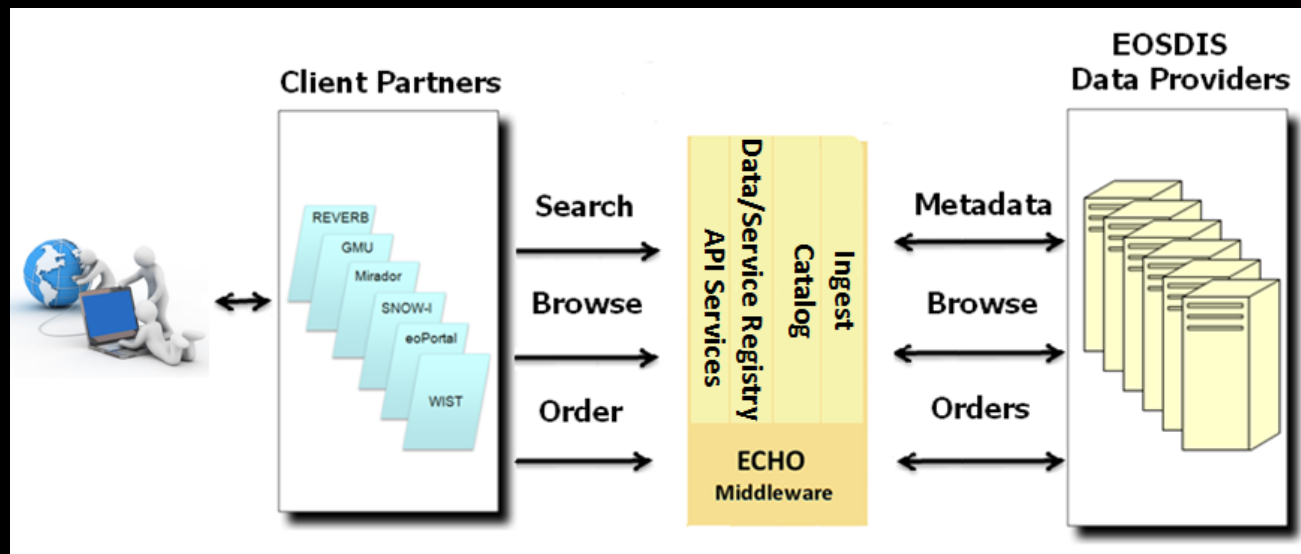 Client Partners
REVERB
GMU
Mirador
SNOW-I
eoPortal
WIST
Search
Browse
Order
API Services
Data/Service Registry
Catalog
Ingest
ECHO
Middleware
Metadata
Browse
Orders
EOSDIS
Data Providers